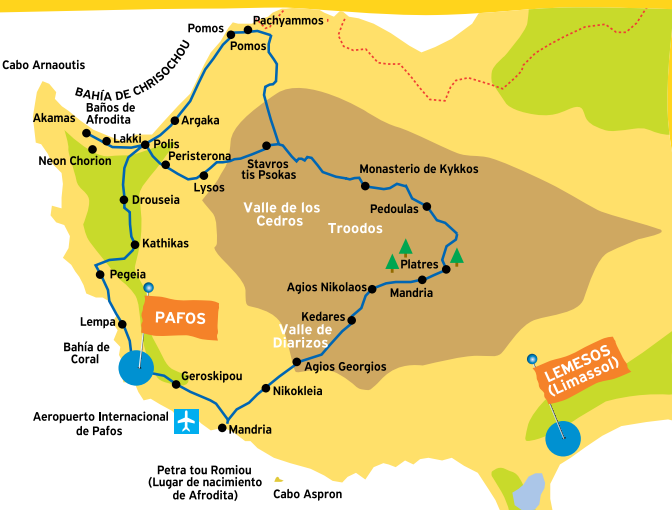 Pachyammos
Pomos
Pomos
Cabo Arnaoutis
BAHÍA DE CHRISOCHOU
Baños de
Afrodita
Akamas
Argaka
Lakki
Polis
Neon Chorion
Peristerona
Stavros
tis Psokas
Lysos
Monasterio de Kykkos
Drouseia
Valle de los
Cedros
Pedoulas
Troodos
Kathikas
Platres
Pegeia
Agios Nikolaos
Mandria
PAFOS
Lempa
Kedares
Valle de
Diarizos
Bahía de
Coral
Agios Georgios
LEMESOS
(Limassol)
Geroskipou
Nikokleia
Aeropuerto Internacional
de Pafos
Mandria
Petra tou Romiou
(Lugar de nacimiento
de Afrodita)
Cabo Aspron